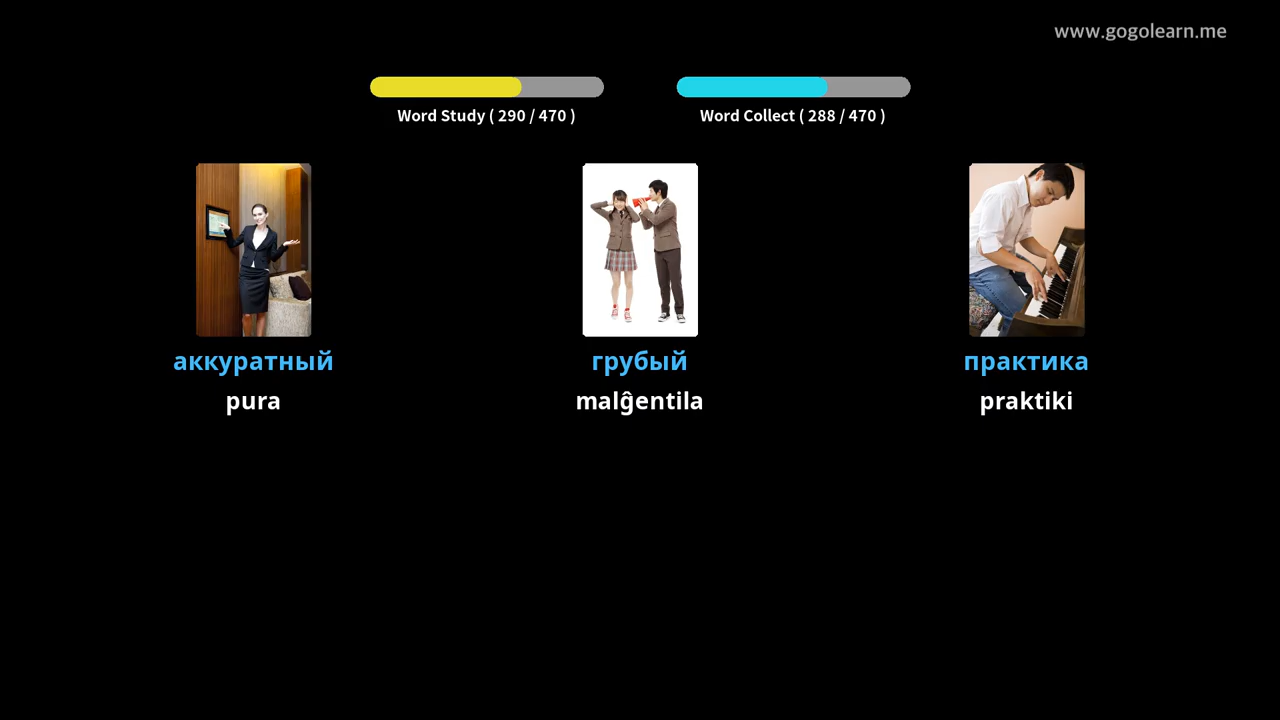 www.gogolearn.me
Word Study ( 290 / 470 )
Word Collect ( 288 / 470 )
аккуратный
грубый
практика
pura
malĝentila
praktiki